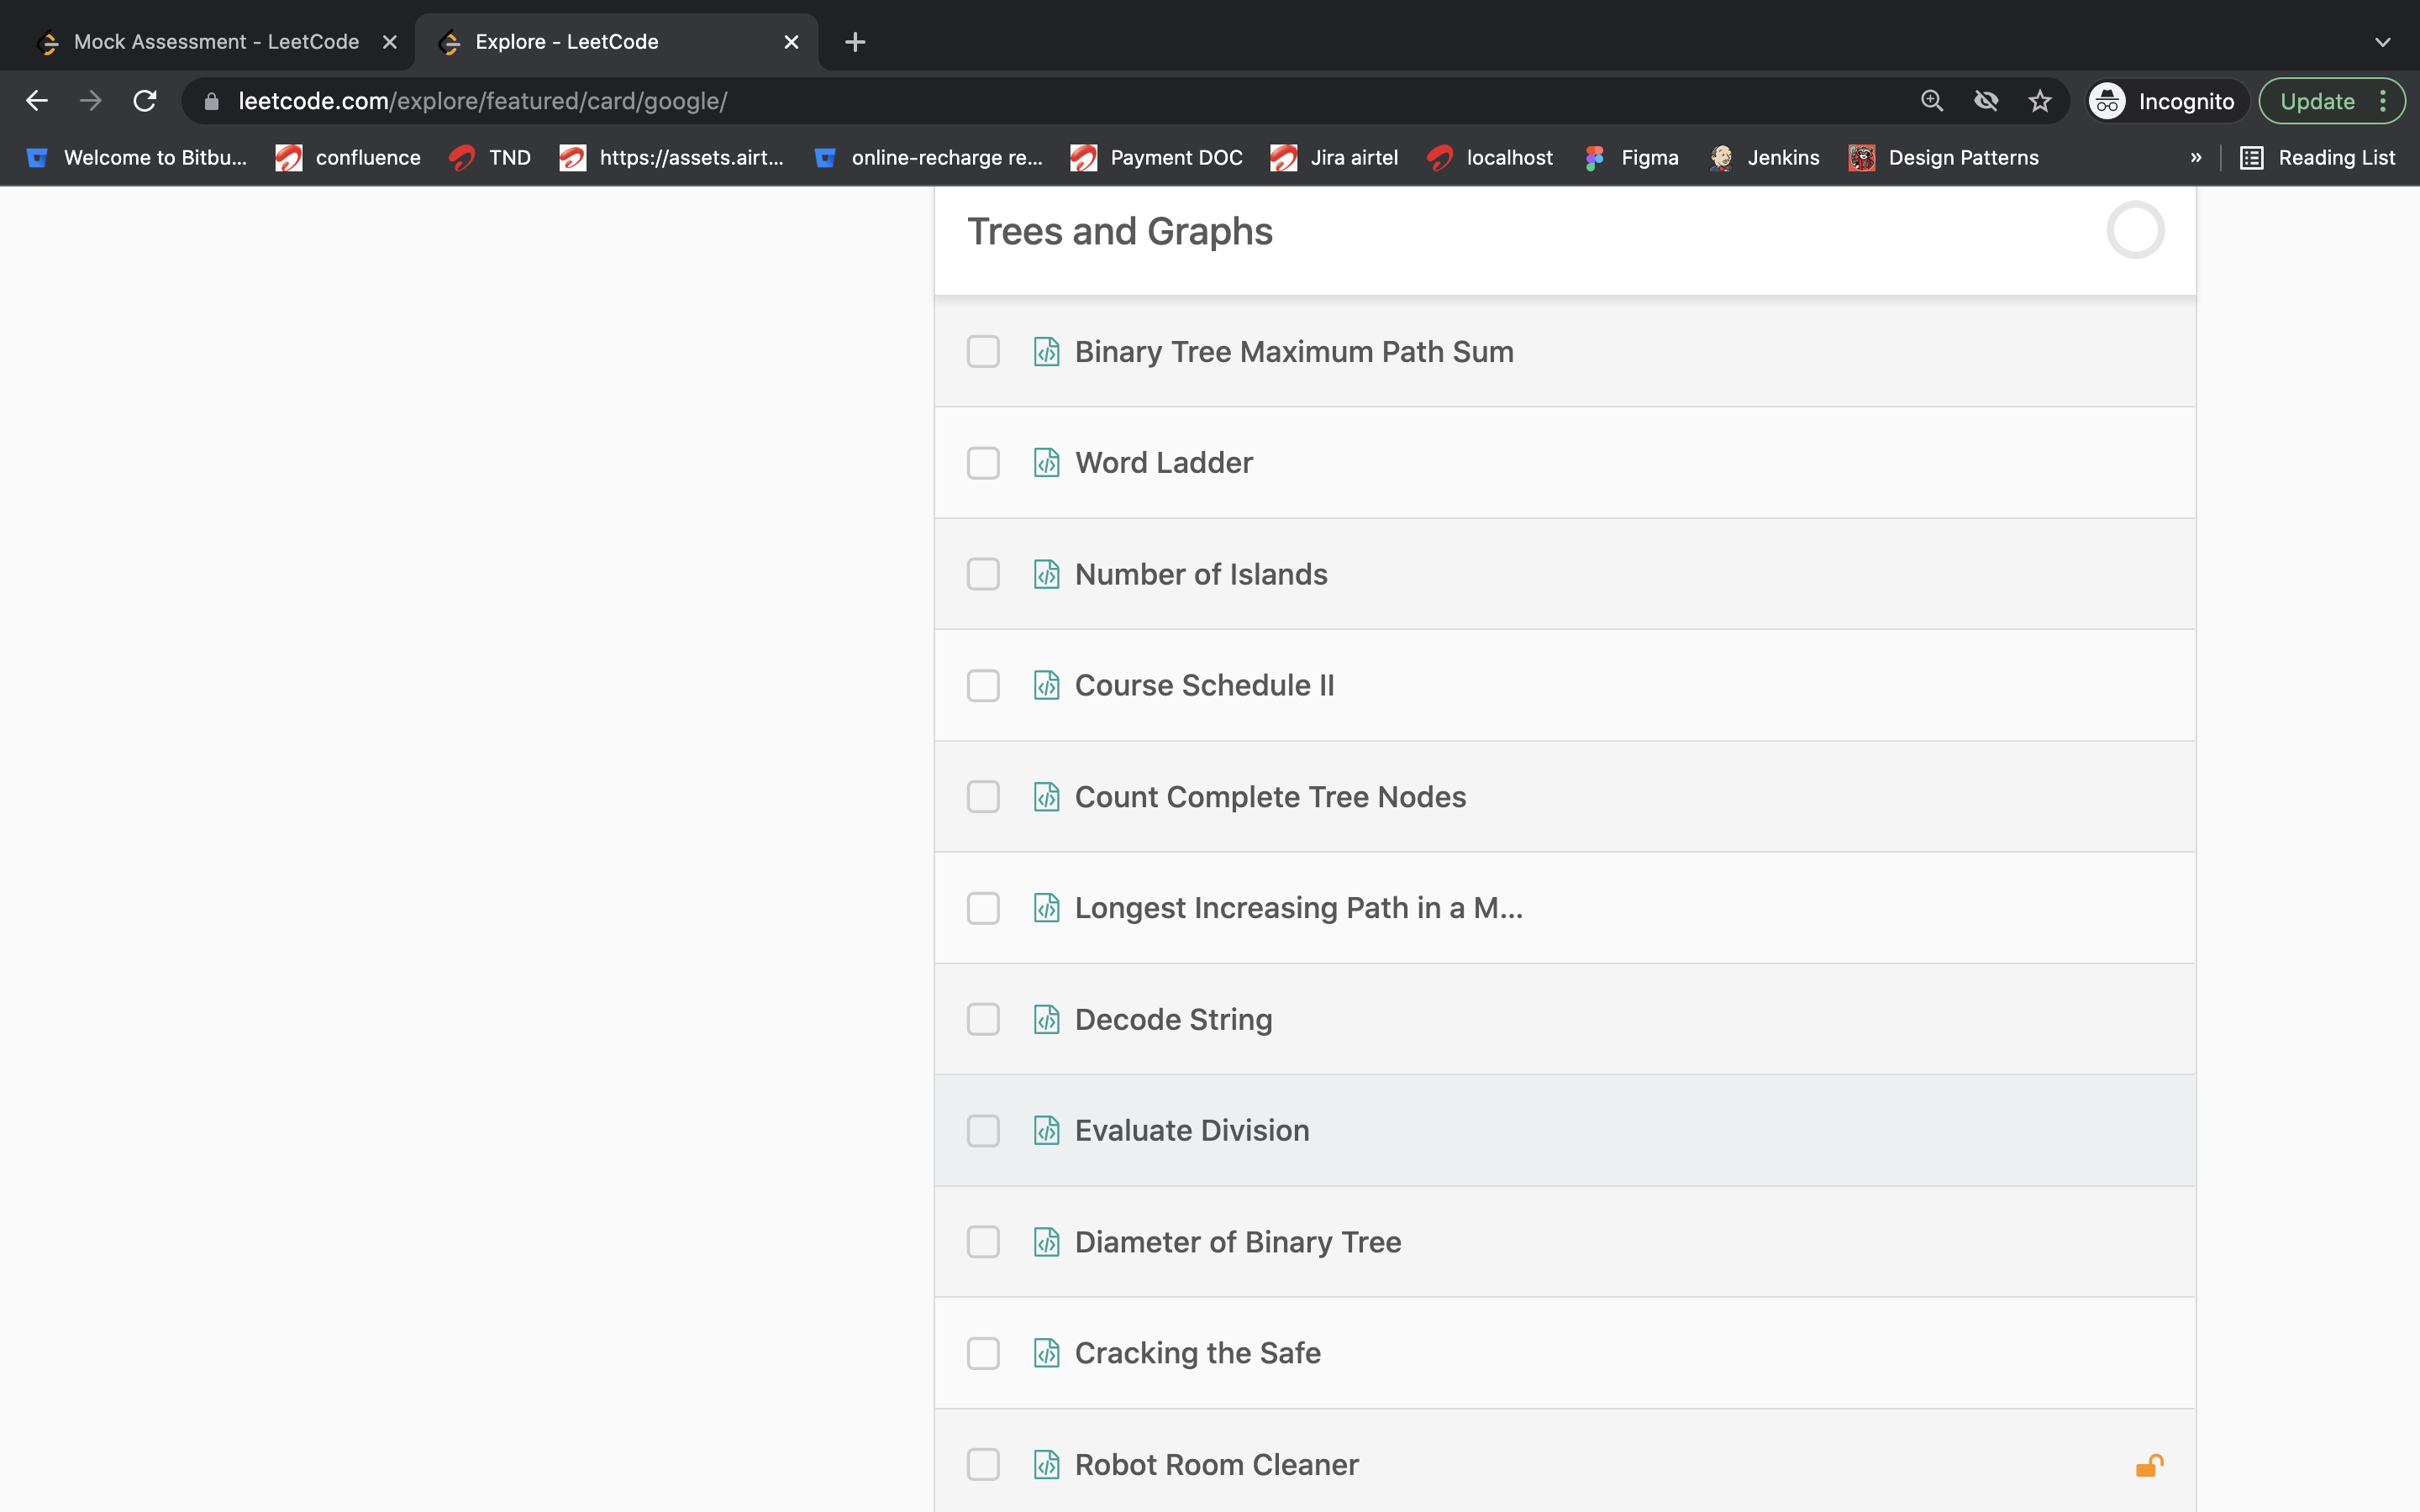 Mock Assessment - LeetCode
Explore - LeetCode
leetcode.com/explore/featured/card/google/
Incognito
Update
Welcome to Bitbu...
confluence
TND
https://assets.airt...
online-recharge re...
Payment DOC
Jira airtel
localhost
Figma
Jenkins
Design Patterns
»
Reading List
Trees and Graphs
Binary Tree Maximum Path Sum
Word Ladder
Number of Islands
Course Schedule II
Count Complete Tree Nodes
Longest Increasing Path in a M...
Decode String
Evaluate Division
Diameter of Binary Tree
Cracking the Safe
Robot Room Cleaner